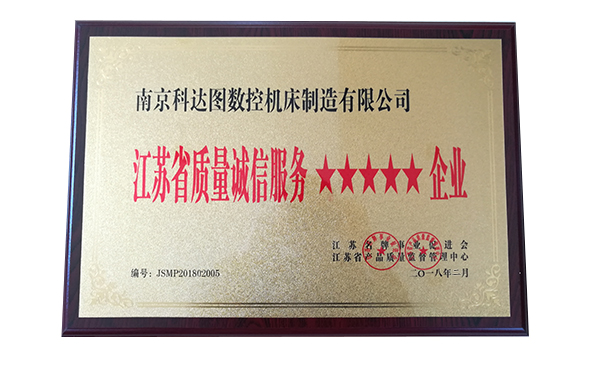 南京科达图数控机床制造有限公司
江苏省质量诚信服务★★★★★企业
江苏名牌事业促进会
江苏省产品质量监督管理中心
编号：JSMP201802005
二〇一八年二月